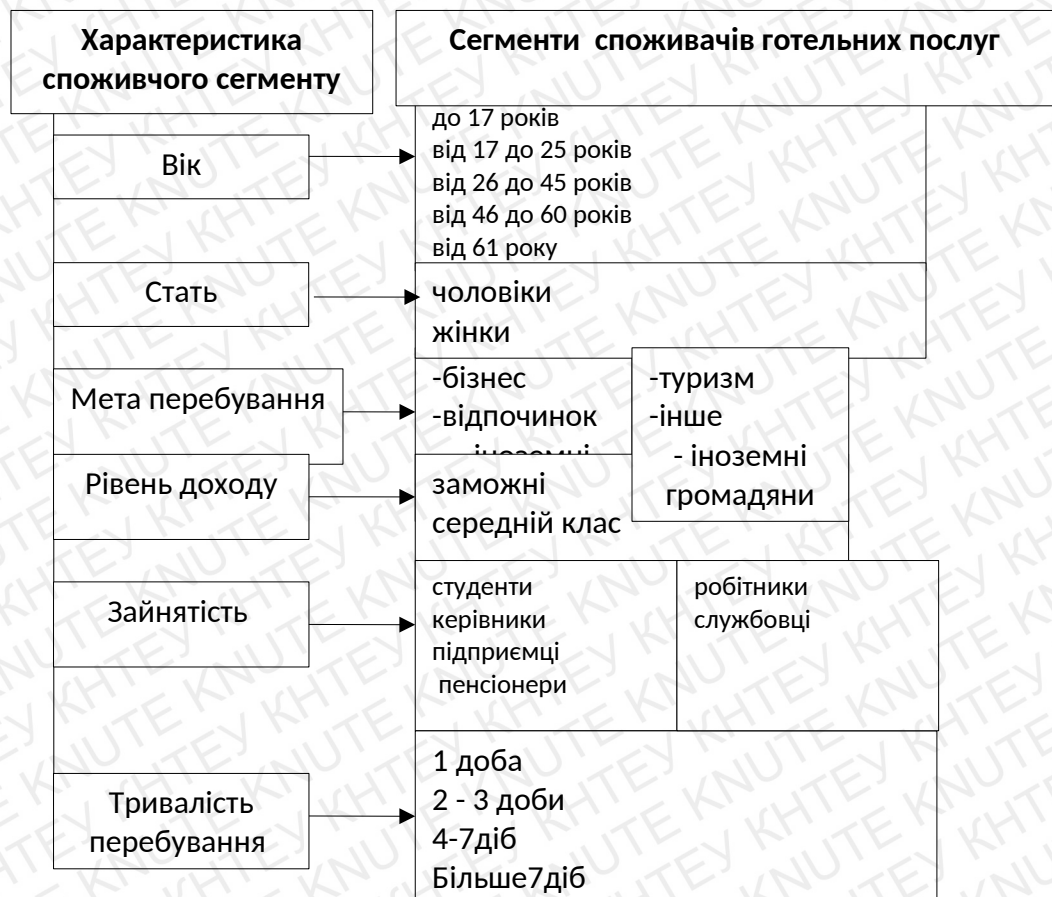 Характеристика
споживчого сегменту
Сегменти споживачів готельних послуг
Вік
до 17 років
від 17 до 25 років
від 26 до 45 років
від 46 до 60 років
від 61 року
Стать
чоловіки
жінки
Мета перебування
-бізнес
-відпочинок
-туризм
-інше
- іноземні
громадяни
Рівень доходу
заможні
середній клас
Зайнятість
студенти
керівники
підприємці
пенсіонери
робітники
службовці
Тривалість
перебування
1 доба
2 - 3 доби
4-7діб
Більше7діб